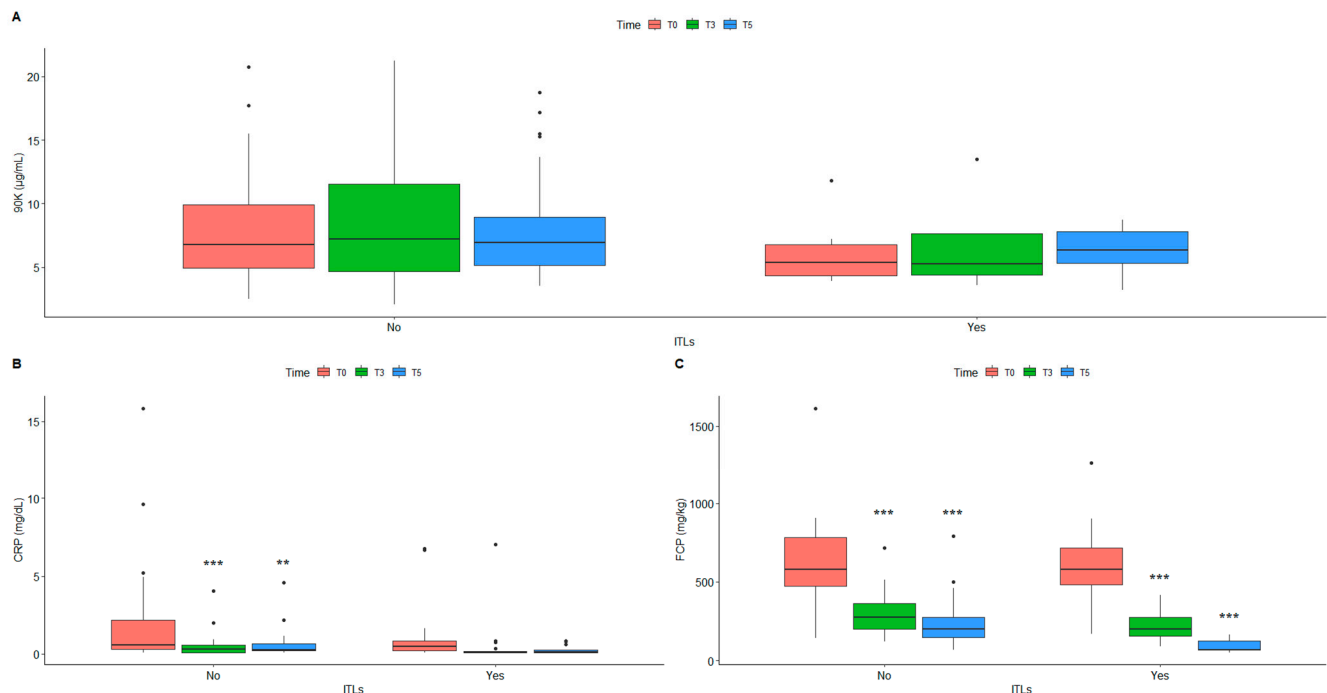 A
Time T0 T3 T5
90K (µg/mL)
20
15
10
5
No Yes
ITLs
B
Time T0 T3 T5
CRP (mg/dL)
15
10
5
0
*** **
No Yes
ITLs
C
Time T0 T3 T5
FCP (mg/kg)
1500
1000
500
0
*** ***
***
***
No Yes
ITLs